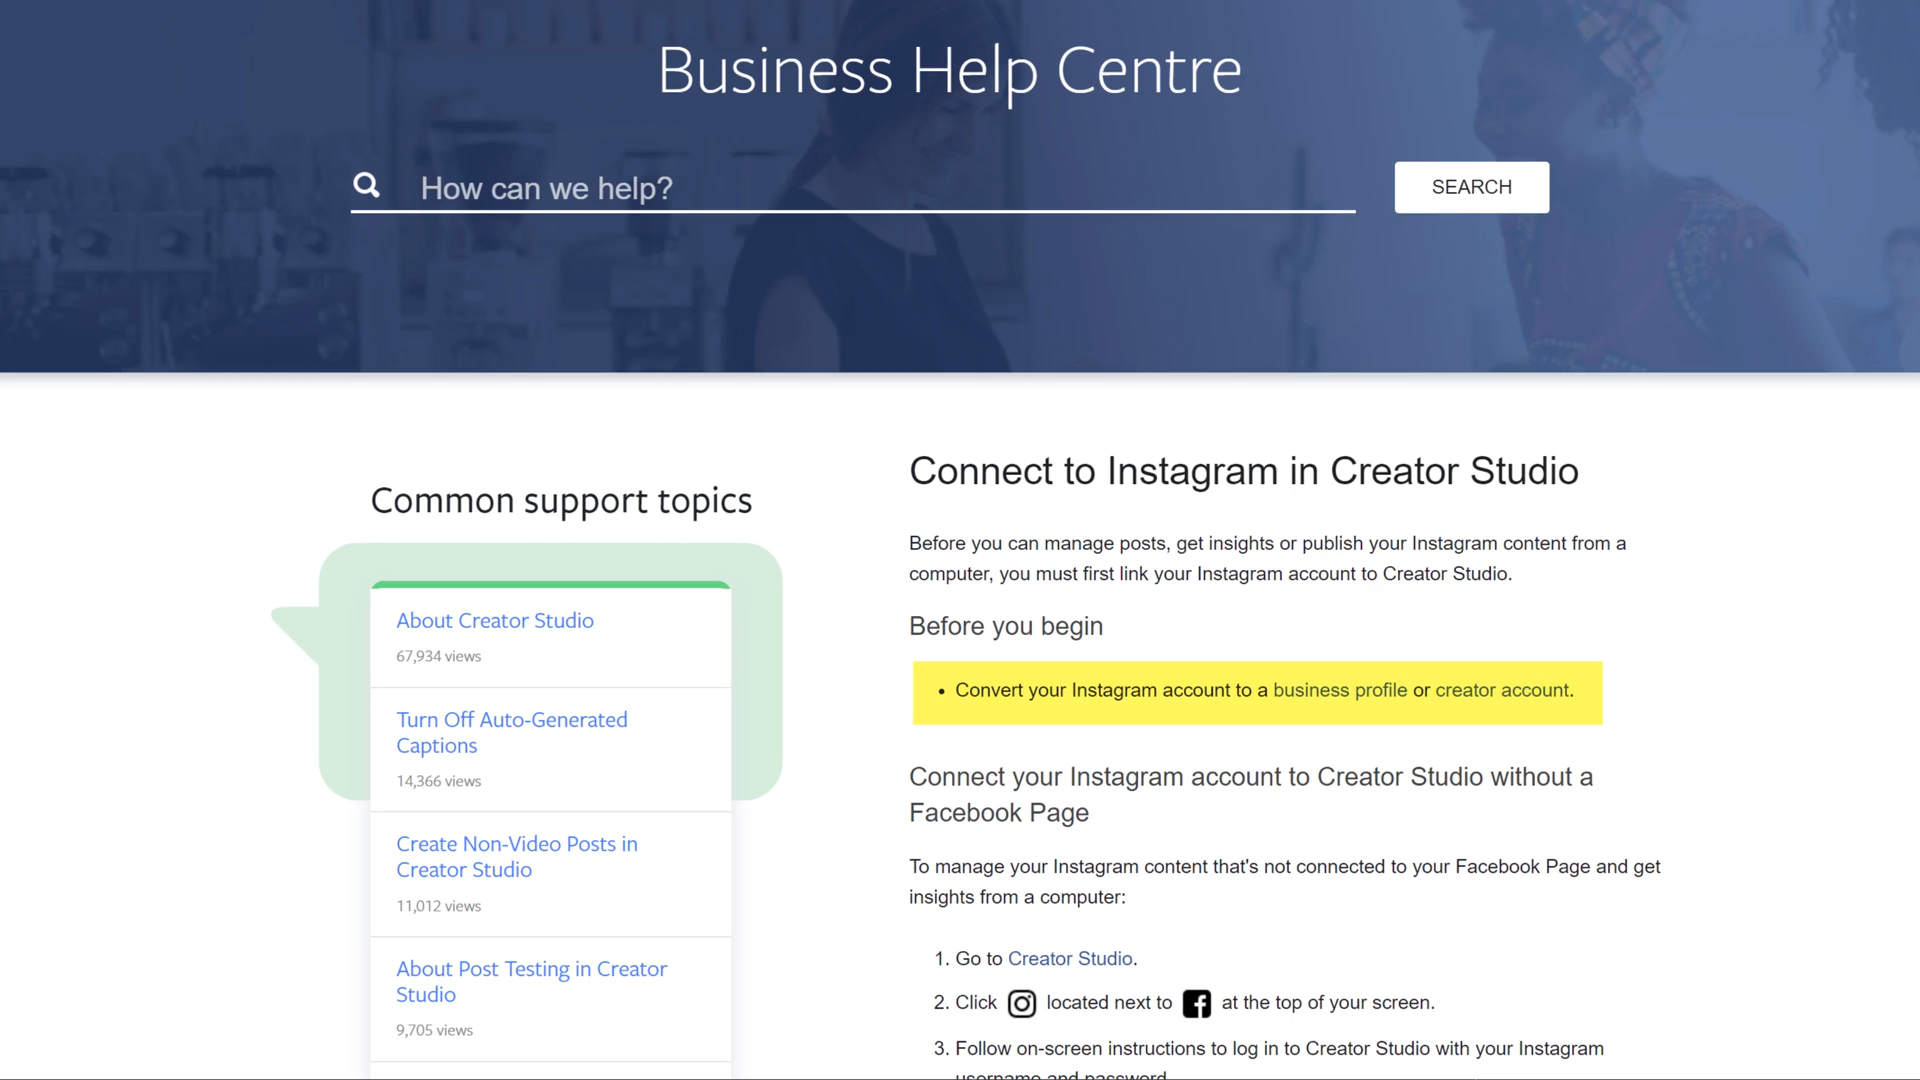 Business Help Centre
How can we help?
SEARCH
Common support topics
About Creator Studio
67,934 views
Turn Off Auto-Generated
Captions
14,366 views
Create Non-Video Posts in
Creator Studio
11,012 views
About Post Testing in Creator
Studio
9,705 views
Connect to Instagram in Creator Studio
Before you can manage posts, get insights or publish your Instagram content from a
computer, you must first link your Instagram account to Creator Studio.
Before you begin
• Convert your Instagram account to a business profile or creator account.
Connect your Instagram account to Creator Studio without a
Facebook Page
To manage your Instagram content that's not connected to your Facebook Page and get
insights from a computer:
1. Go to Creator Studio.
2. Click located next to at the top of your screen.
3. Follow on-screen instructions to log in to Creator Studio with your Instagram
username and password.